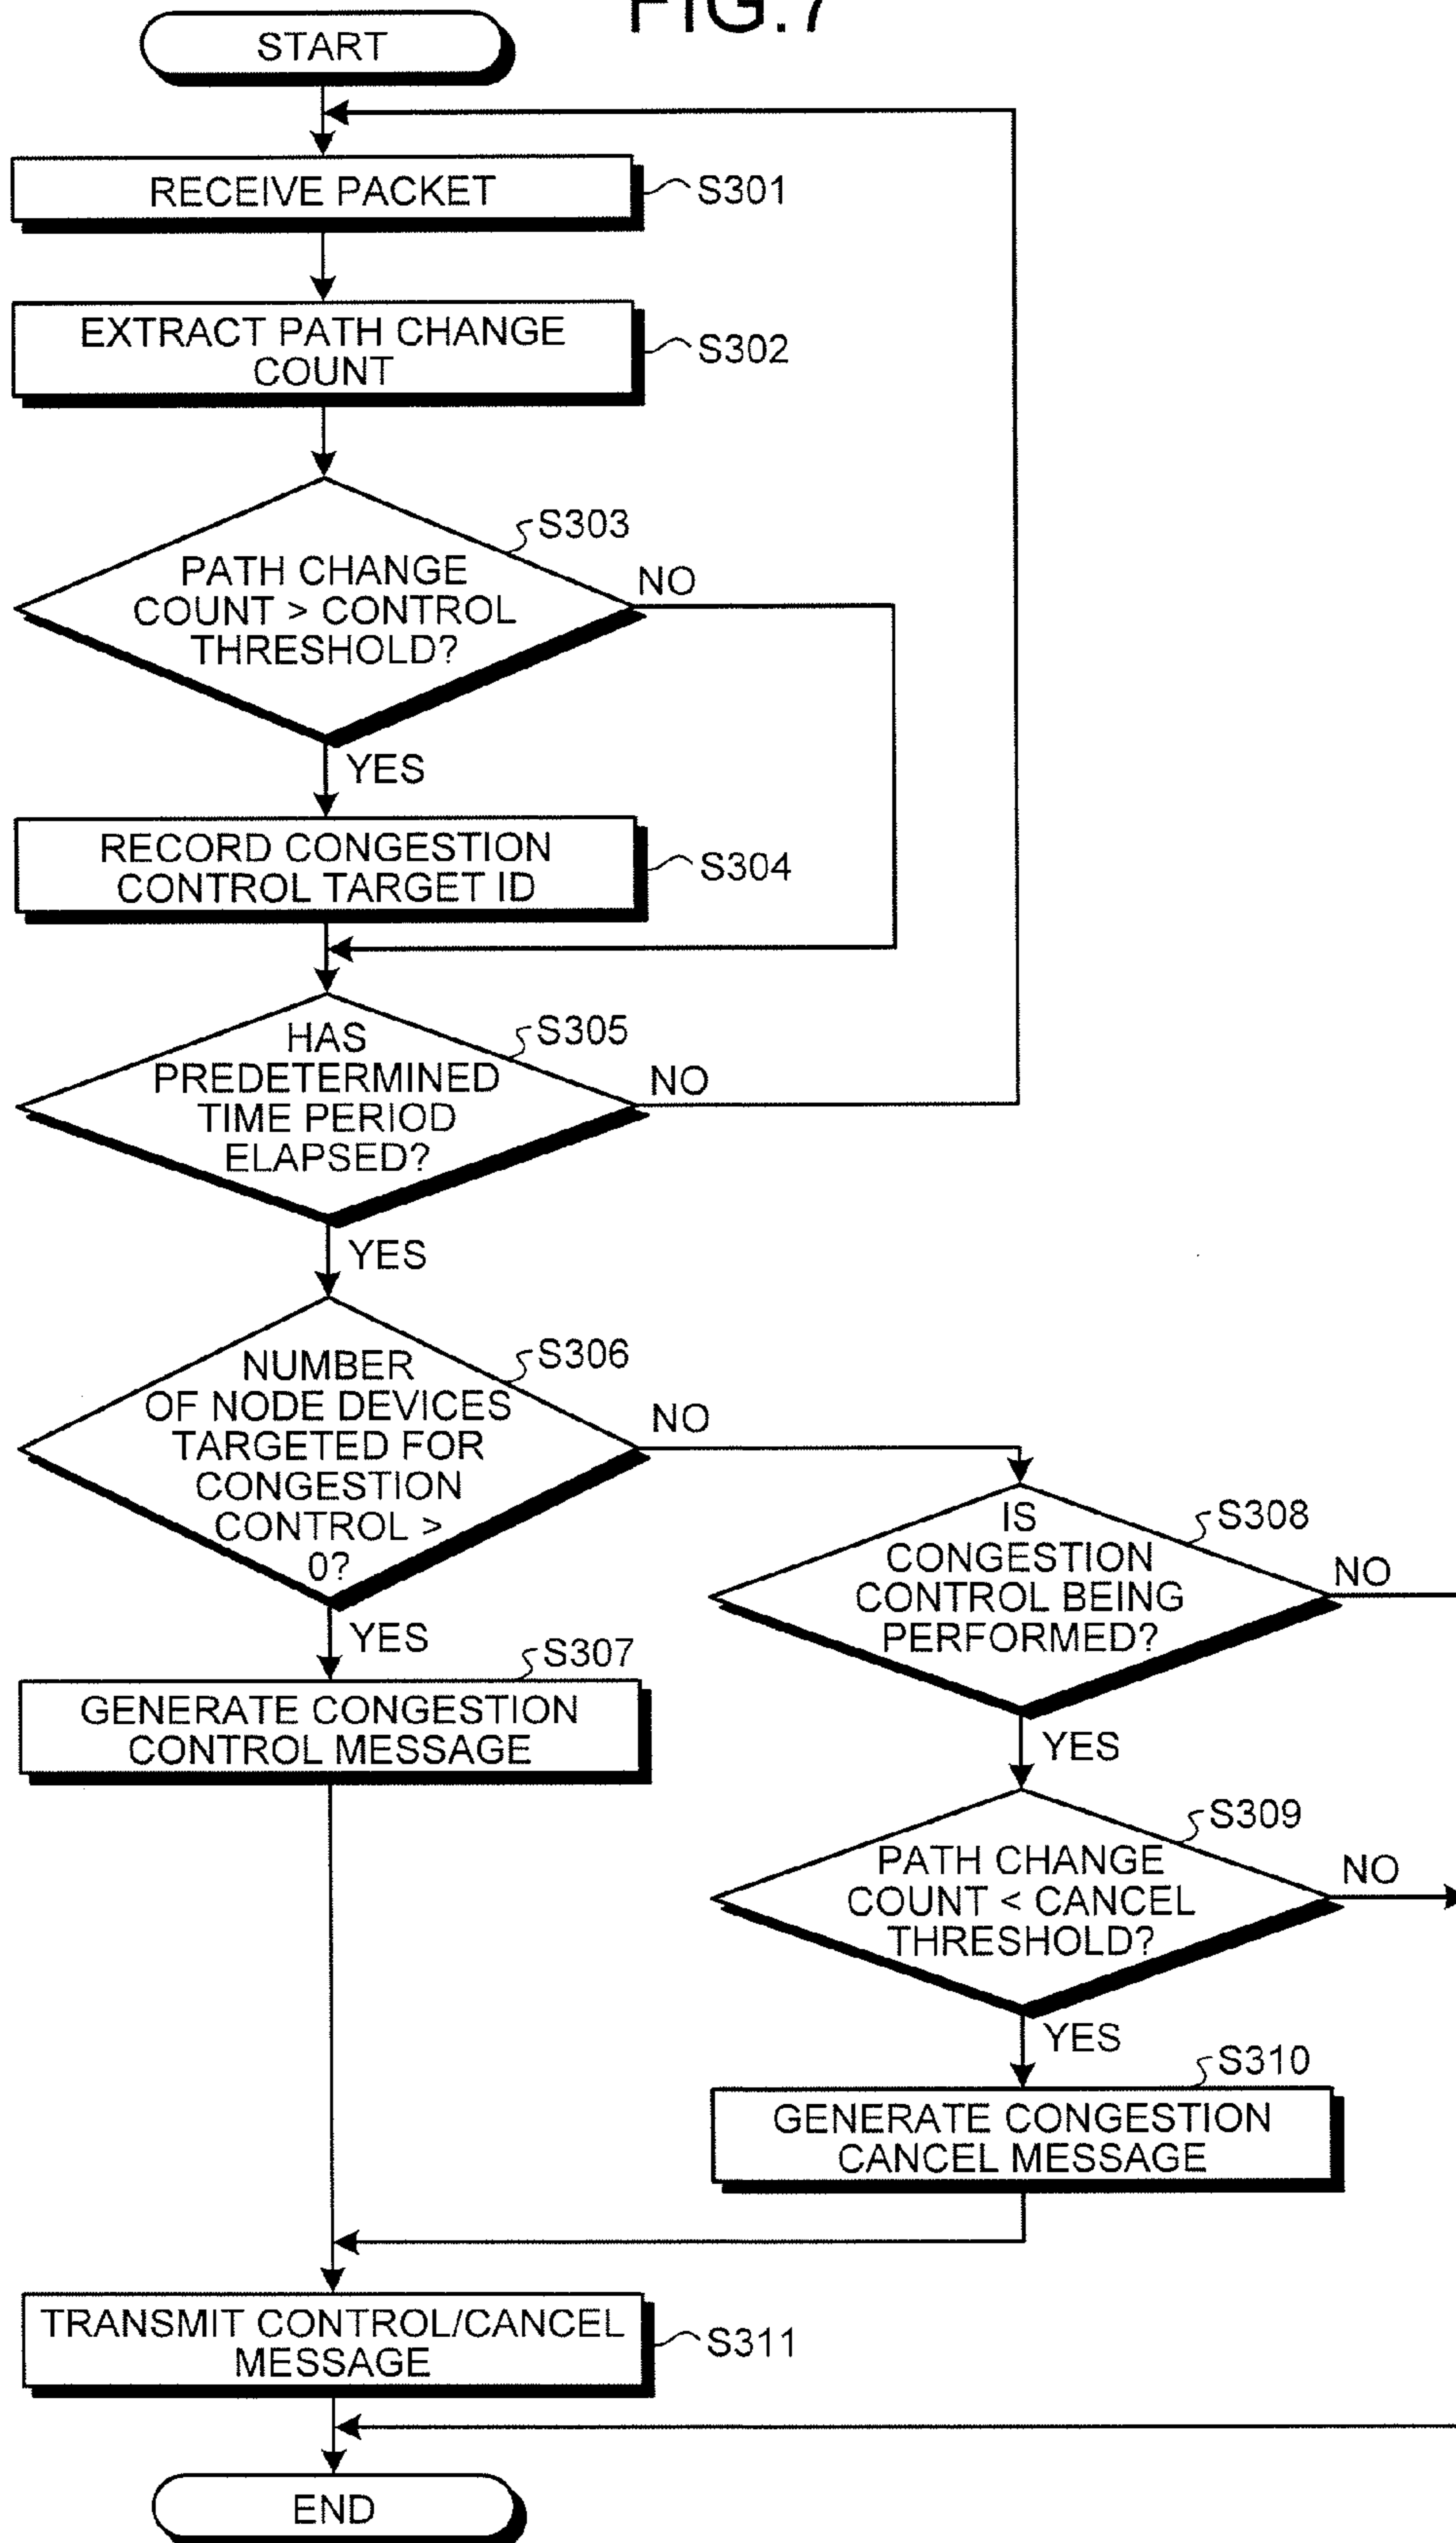 FIG.7
START
RECEIVE PACKET
S301
EXTRACT PATH CHANGE
COUNT
S302
S303
PATH CHANGE
COUNT > CONTROL
THRESHOLD?
NO
YES
RECORD CONGESTION
CONTROL TARGET ID
S304
S305
HAS
PREDETERMINED
TIME PERIOD
ELAPSED?
NO
YES
S306
NUMBER
OF NODE DEVICES
TARGETED FOR
CONGESTION
CONTROL >
0?
NO
YES
S307
GENERATE CONGESTION
CONTROL MESSAGE
S308
IS
CONGESTION
CONTROL BEING
PERFORMED?
NO
YES
S309
PATH CHANGE
COUNT < CANCEL
THRESHOLD?
NO
YES
S310
GENERATE CONGESTION
CANCEL MESSAGE
TRANSMIT CONTROL/CANCEL
MESSAGE
S311
END